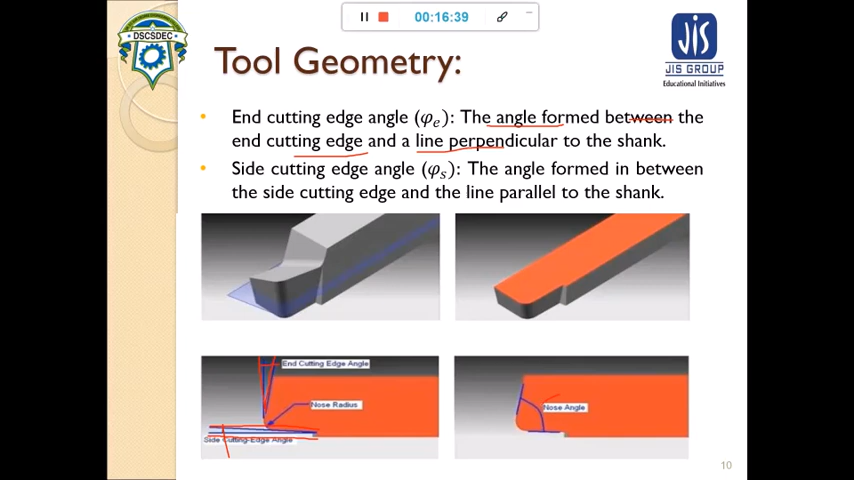 00:16:39
DSCSDEC
JIS
JIS GROUP
Educational Initiatives
Tool Geometry:
• End cutting edge angle (φₑ): The angle formed between the
end cutting edge and a line perpendicular to the shank.
• Side cutting edge angle (φₛ): The angle formed in between
the side cutting edge and the line parallel to the shank.
End Cutting Edge Angle
Nose Radius
Side Cutting-Edge Angle
Nose Angle
10